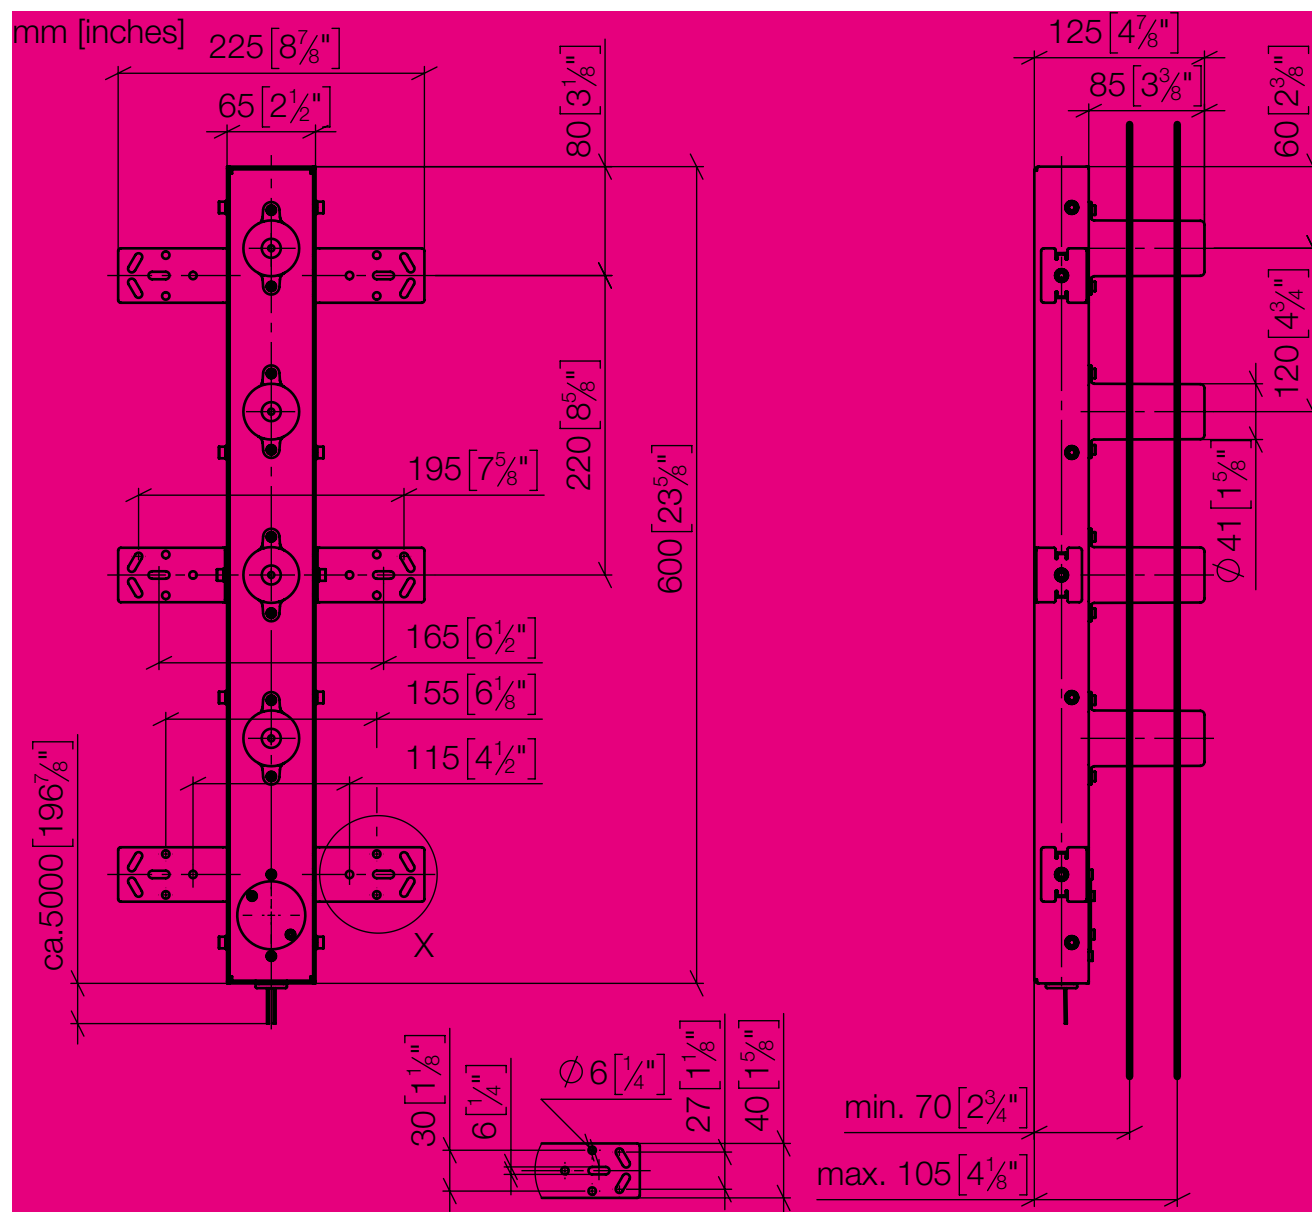 mm [inches]
225 [8⅞"]
65 [2½"]
80 [3⅛"]
125 [4⅞"]
85 [3⅜"]
60 [2⅜"]
120 [4¾"]
220 [8⅝"]
195 [7⅝"]
600 [23⅝"]
Ø 41 [1⅝"]
165 [6½"]
155 [6⅛"]
115 [4½"]
ca.5000 [196⅞"]
X
30 [1⅛"]
6 [¼"]
Ø 6 [¼"]
27 [1⅛"]
40 [1⅝"]
min. 70 [2¾"]
max. 105 [4⅛"]